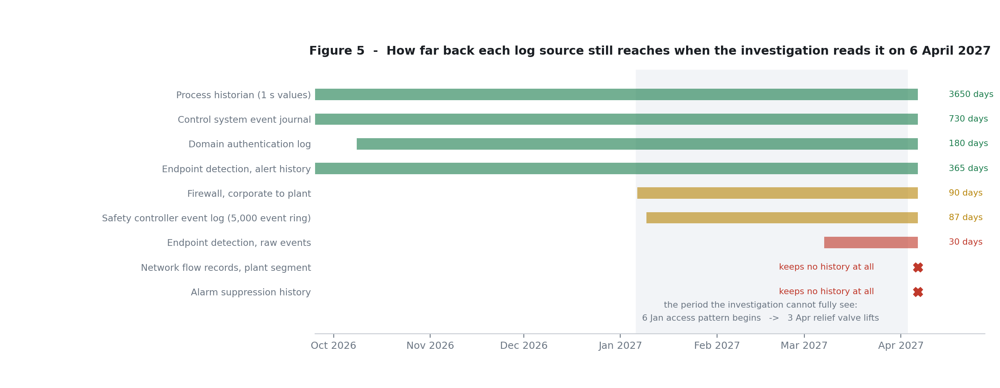 Figure 5 - How far back each log source still reaches when the investigation reads it on 6 April 2027
Process historian (1 s values)
3650 days
Control system event journal
730 days
Domain authentication log
180 days
Endpoint detection, alert history
365 days
Firewall, corporate to plant
90 days
Safety controller event log (5,000 event ring)
87 days
Endpoint detection, raw events
30 days
Network flow records, plant segment
keeps no history at all
Alarm suppression history
keeps no history at all
the period the investigation cannot fully see:
6 Jan access pattern begins -> 3 Apr relief valve lifts
Oct 2026
Nov 2026
Dec 2026
Jan 2027
Feb 2027
Mar 2027
Apr 2027